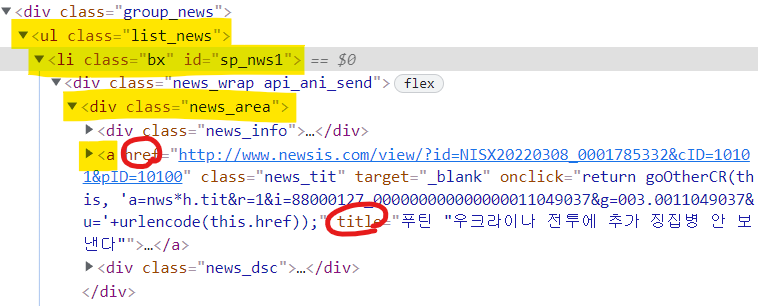 ▼<div class="group_news">
▼<ul class="list_news">
▼<li class="bx" id="sp_nws1"> == $0
▼<div class="news_wrap api_ani_send"> flex
▼<div class="news_area">
▶<div class="news_info">…</div>
▶<a href="http://www.newsis.com/view/?id=NISX20220308_0001785332&cID=1010
1&pID=10100" class="news_tit" target="_blank" onclick="return goOtherCR(th
is, 'a=nws*h.tit&r=1&i=88000127_000000000000000011049037&g=003.0011049037&
u='+urlencode(this.href));" title="푸틴 "우크라이나 전투에 추가 징집병 안 보
낸다"">…</a>
▶<div class="news_dsc">…</div>
</div>